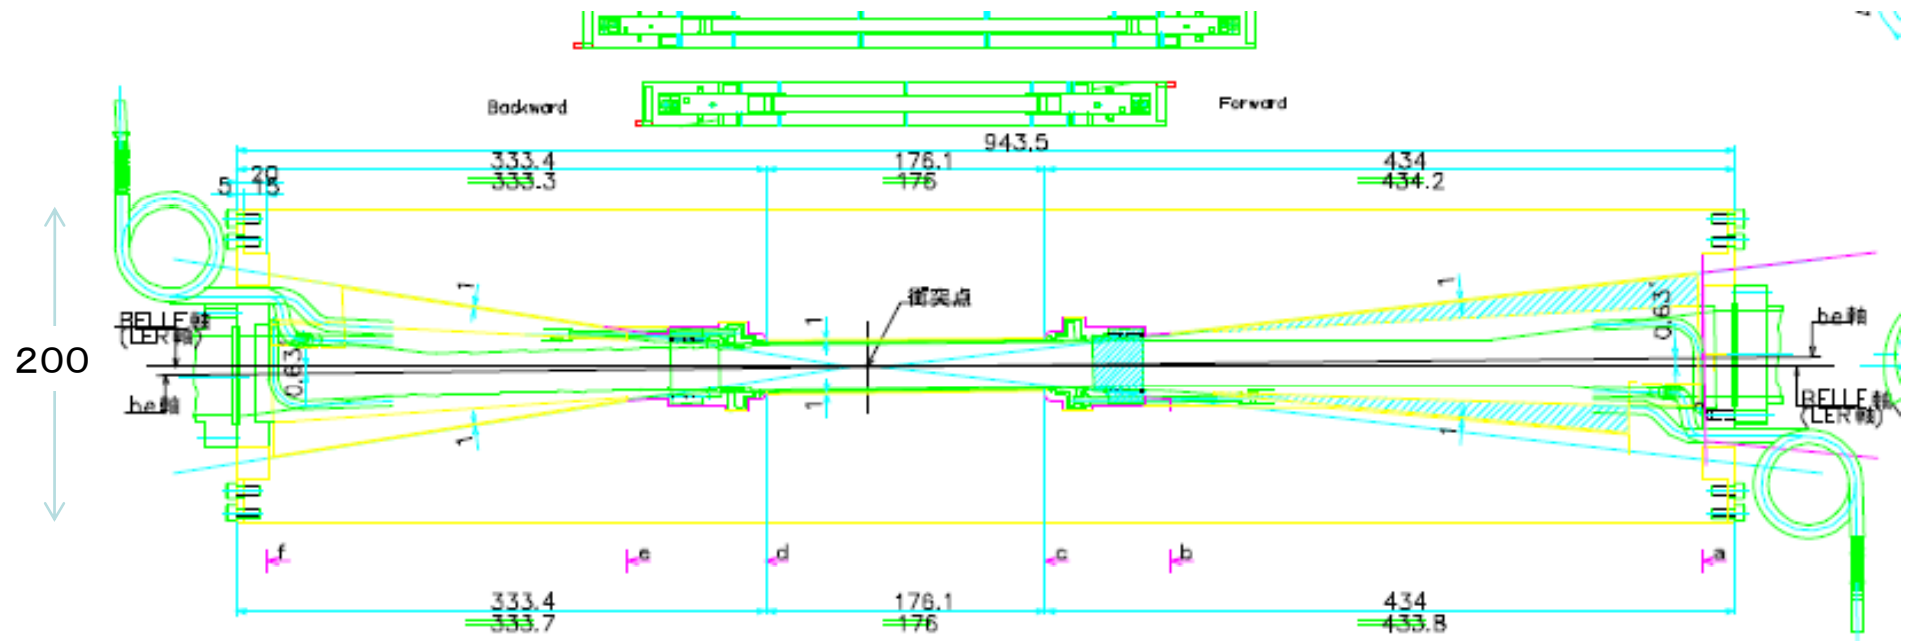 Backward
Forward
943.5
333.4
176.1
434
333.3
176
434.2
20
5
15
1
1
衝突点
1
0.63°
BELLE軸
(LER軸)
be軸
200
0.63
be軸
BELLE軸
(LER軸)
1
1
1
f
e
d
c
b
a
333.4
176.1
434
333.7
176
433.8